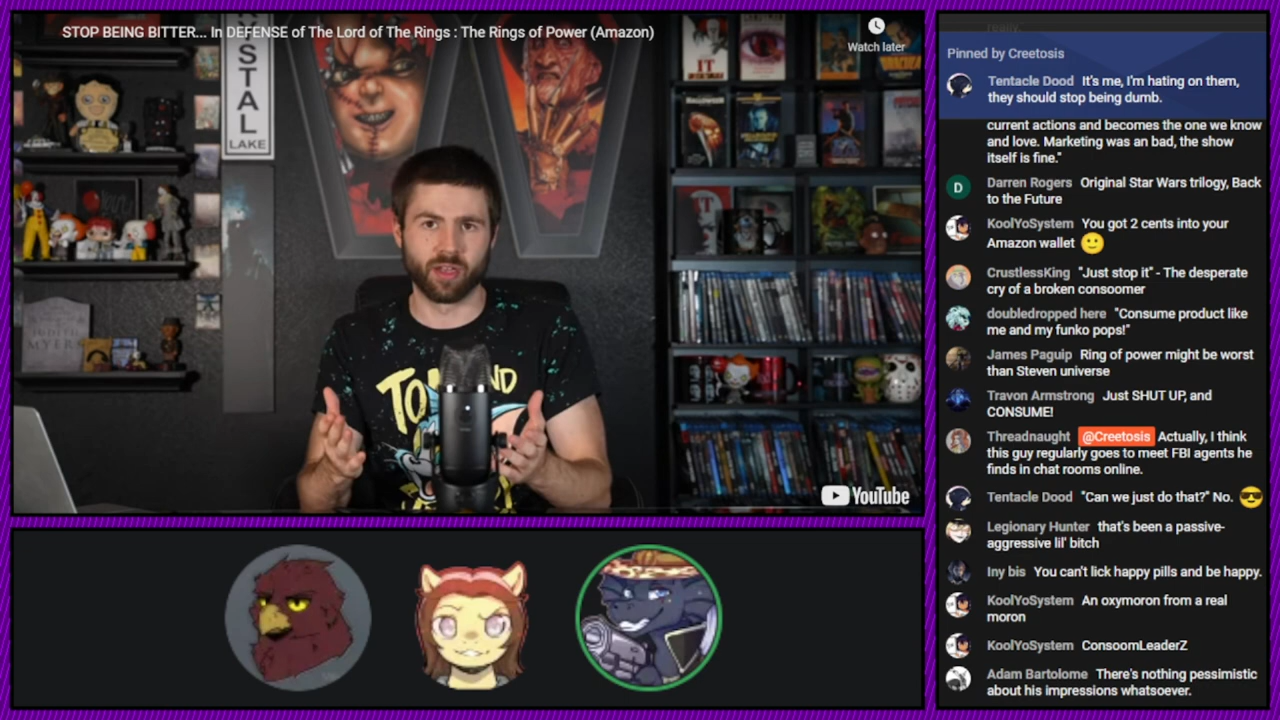 STOP BEING BITTER... In DEFENSE of The Lord of The Rings : The Rings of Power (Amazon)
Watch later
STAL
LAKE
IT
HALLOWEEN
IT
JUDITH
MYERS
YouTube
Pinned by Creetosis
Tentacle Dood It's me, I'm hating on them,
they should stop being dumb.
current actions and becomes the one we know
and love. Marketing was an bad, the show
itself is fine."
D
Darren Rogers Original Star Wars trilogy, Back
to the Future
KoolYoSystem You got 2 cents into your
Amazon wallet 🙂
CrustlessKing "Just stop it" - The desperate
cry of a broken consoomer
doubledropped here "Consume product like
me and my funko pops!"
James Paguip Ring of power might be worst
than Steven universe
Travon Armstrong Just SHUT UP, and
CONSUME!
Threadnaught @Creetosis Actually, I think
this guy regularly goes to meet FBI agents he
finds in chat rooms online.
Tentacle Dood "Can we just do that?" No. 😎
Legionary Hunter that's been a passive-
aggressive lil' bitch
Iny bis You can't lick happy pills and be happy.
KoolYoSystem An oxymoron from a real
moron
KoolYoSystem ConsoomLeaderZ
Adam Bartolome There's nothing pessimistic
about his impressions whatsoever.